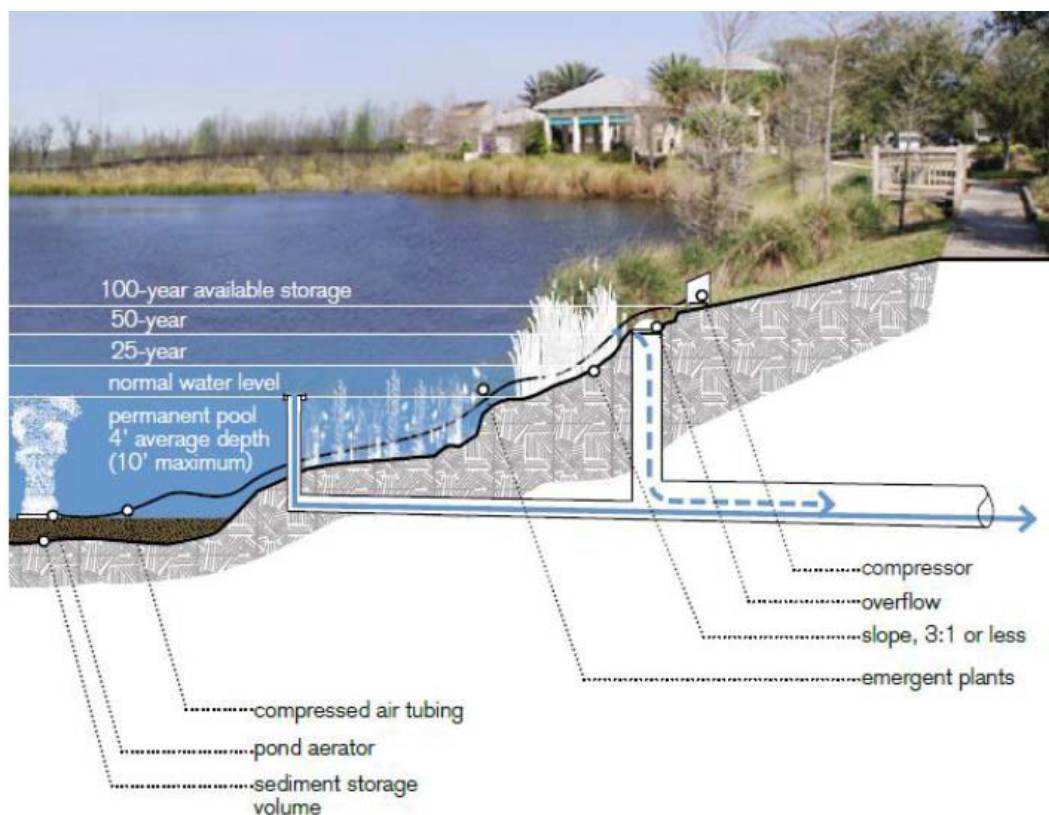 100-year available storage
50-year
25-year
normal water level
permanent pool
4' average depth
(10' maximum)
compressor
overflow
slope, 3:1 or less
emergent plants
compressed air tubing
pond aerator
sediment storage
volume